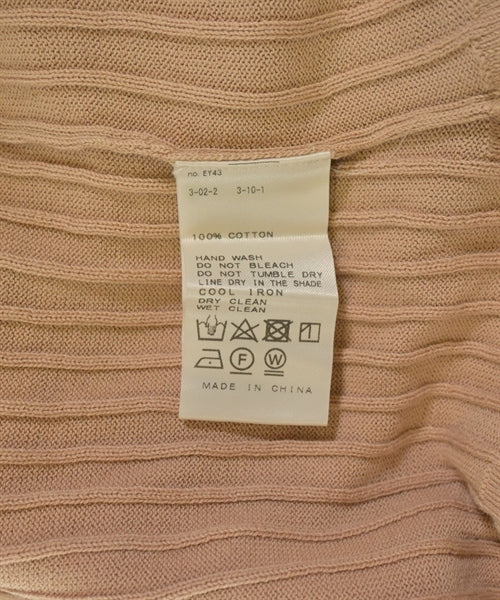 no. EY43
3-02-2 3-10-1
100% COTTON
HAND WASH
DO NOT BLEACH
DO NOT TUMBLE DRY
LINE DRY IN THE SHADE
COOL IRON
DRY CLEAN
WET CLEAN
F W
MADE IN CHINA